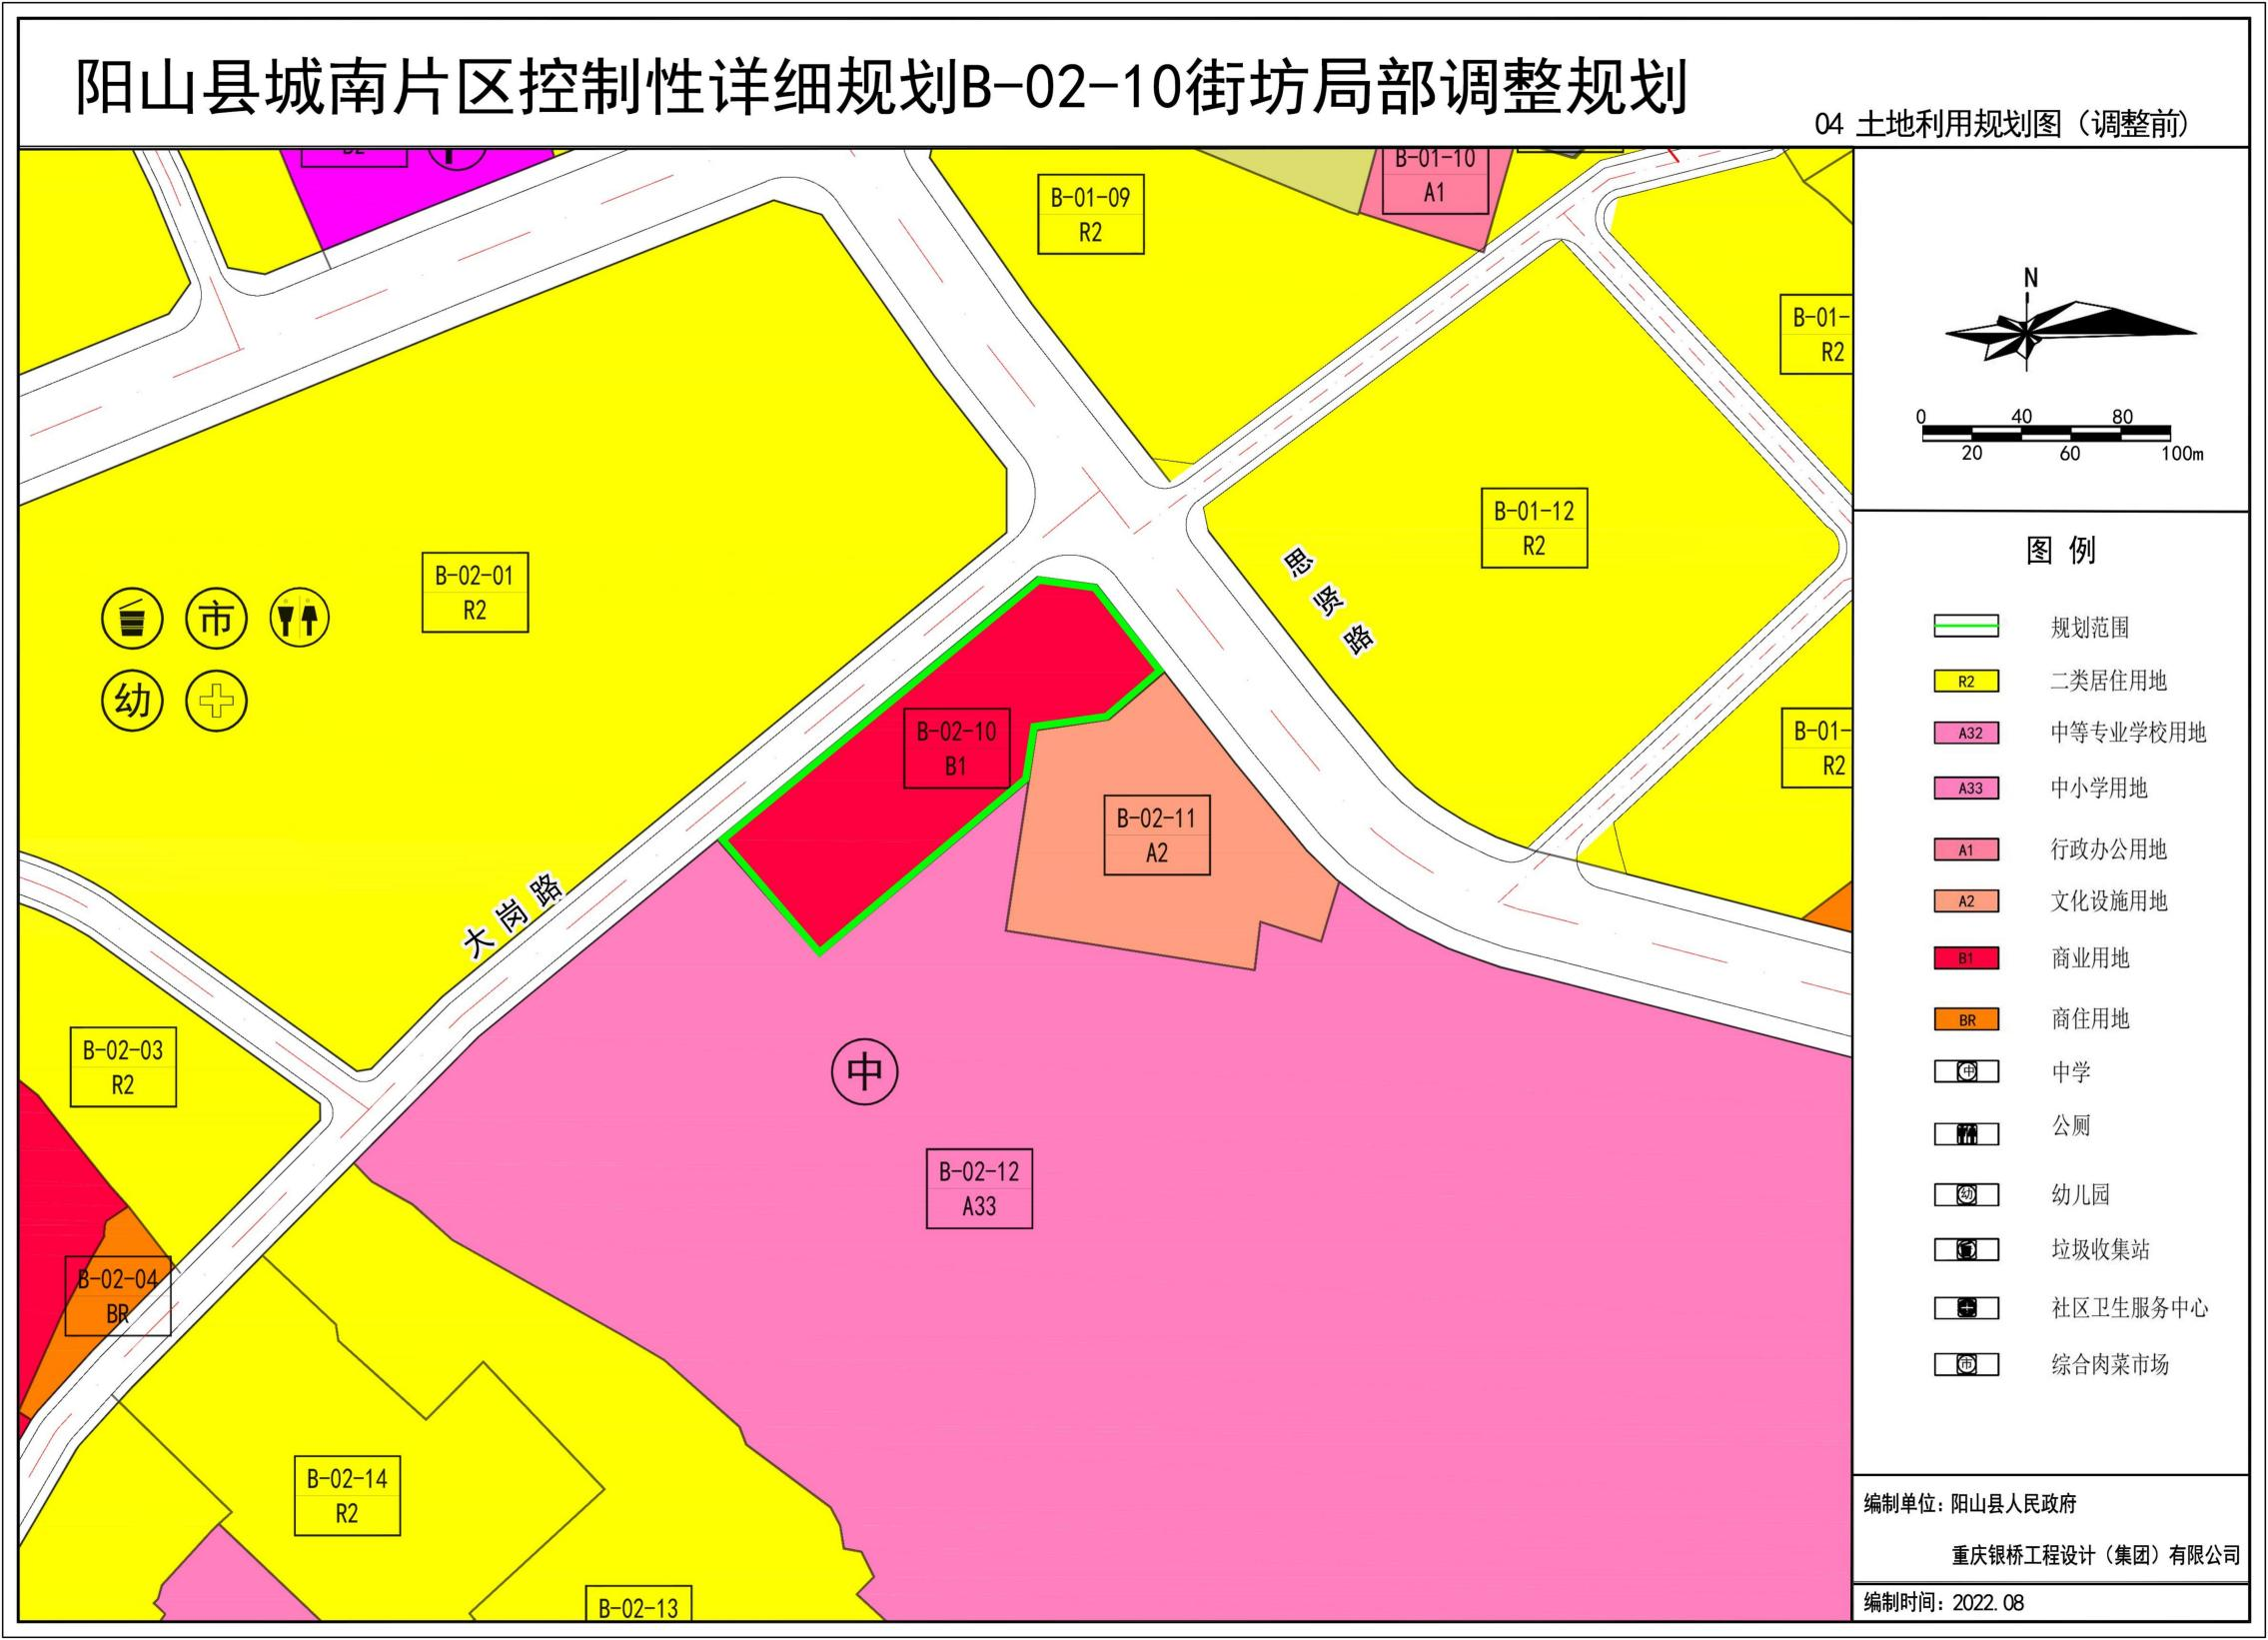 阳山县城南片区控制性详细规划B-02-10街坊局部调整规划
04 土地利用规划图（调整前）
B-01-10
A1
B-01-09
R2
B-01-
R2
B-01-12
R2
B-02-01
R2
市
幼
思贤路
B-02-10
B1
B-01-
R2
B-02-11
A2
大岗路
B-02-03
R2
中
B-02-12
A33
B-02-04
BR
B-02-14
R2
B-02-13
N
0 40 80
20 60 100m
图 例
规划范围
R2 二类居住用地
A32 中等专业学校用地
A33 中小学用地
A1 行政办公用地
A2 文化设施用地
B1 商业用地
BR 商住用地
中 中学
公厕
幼 幼儿园
垃圾收集站
社区卫生服务中心
市 综合肉菜市场
编制单位：阳山县人民政府
重庆银桥工程设计（集团）有限公司
编制时间：2022.08